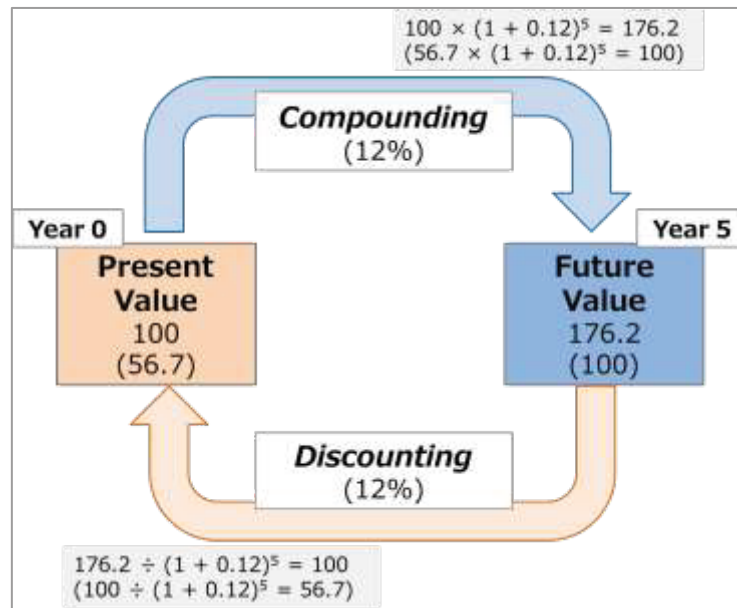 100 × (1 + 0.12)⁵ = 176.2
(56.7 × (1 + 0.12)⁵ = 100)
Compounding
(12%)
Year 0
Year 5
Present
Value
100
(56.7)
Future
Value
176.2
(100)
Discounting
(12%)
176.2 ÷ (1 + 0.12)⁵ = 100
(100 ÷ (1 + 0.12)⁵ = 56.7)